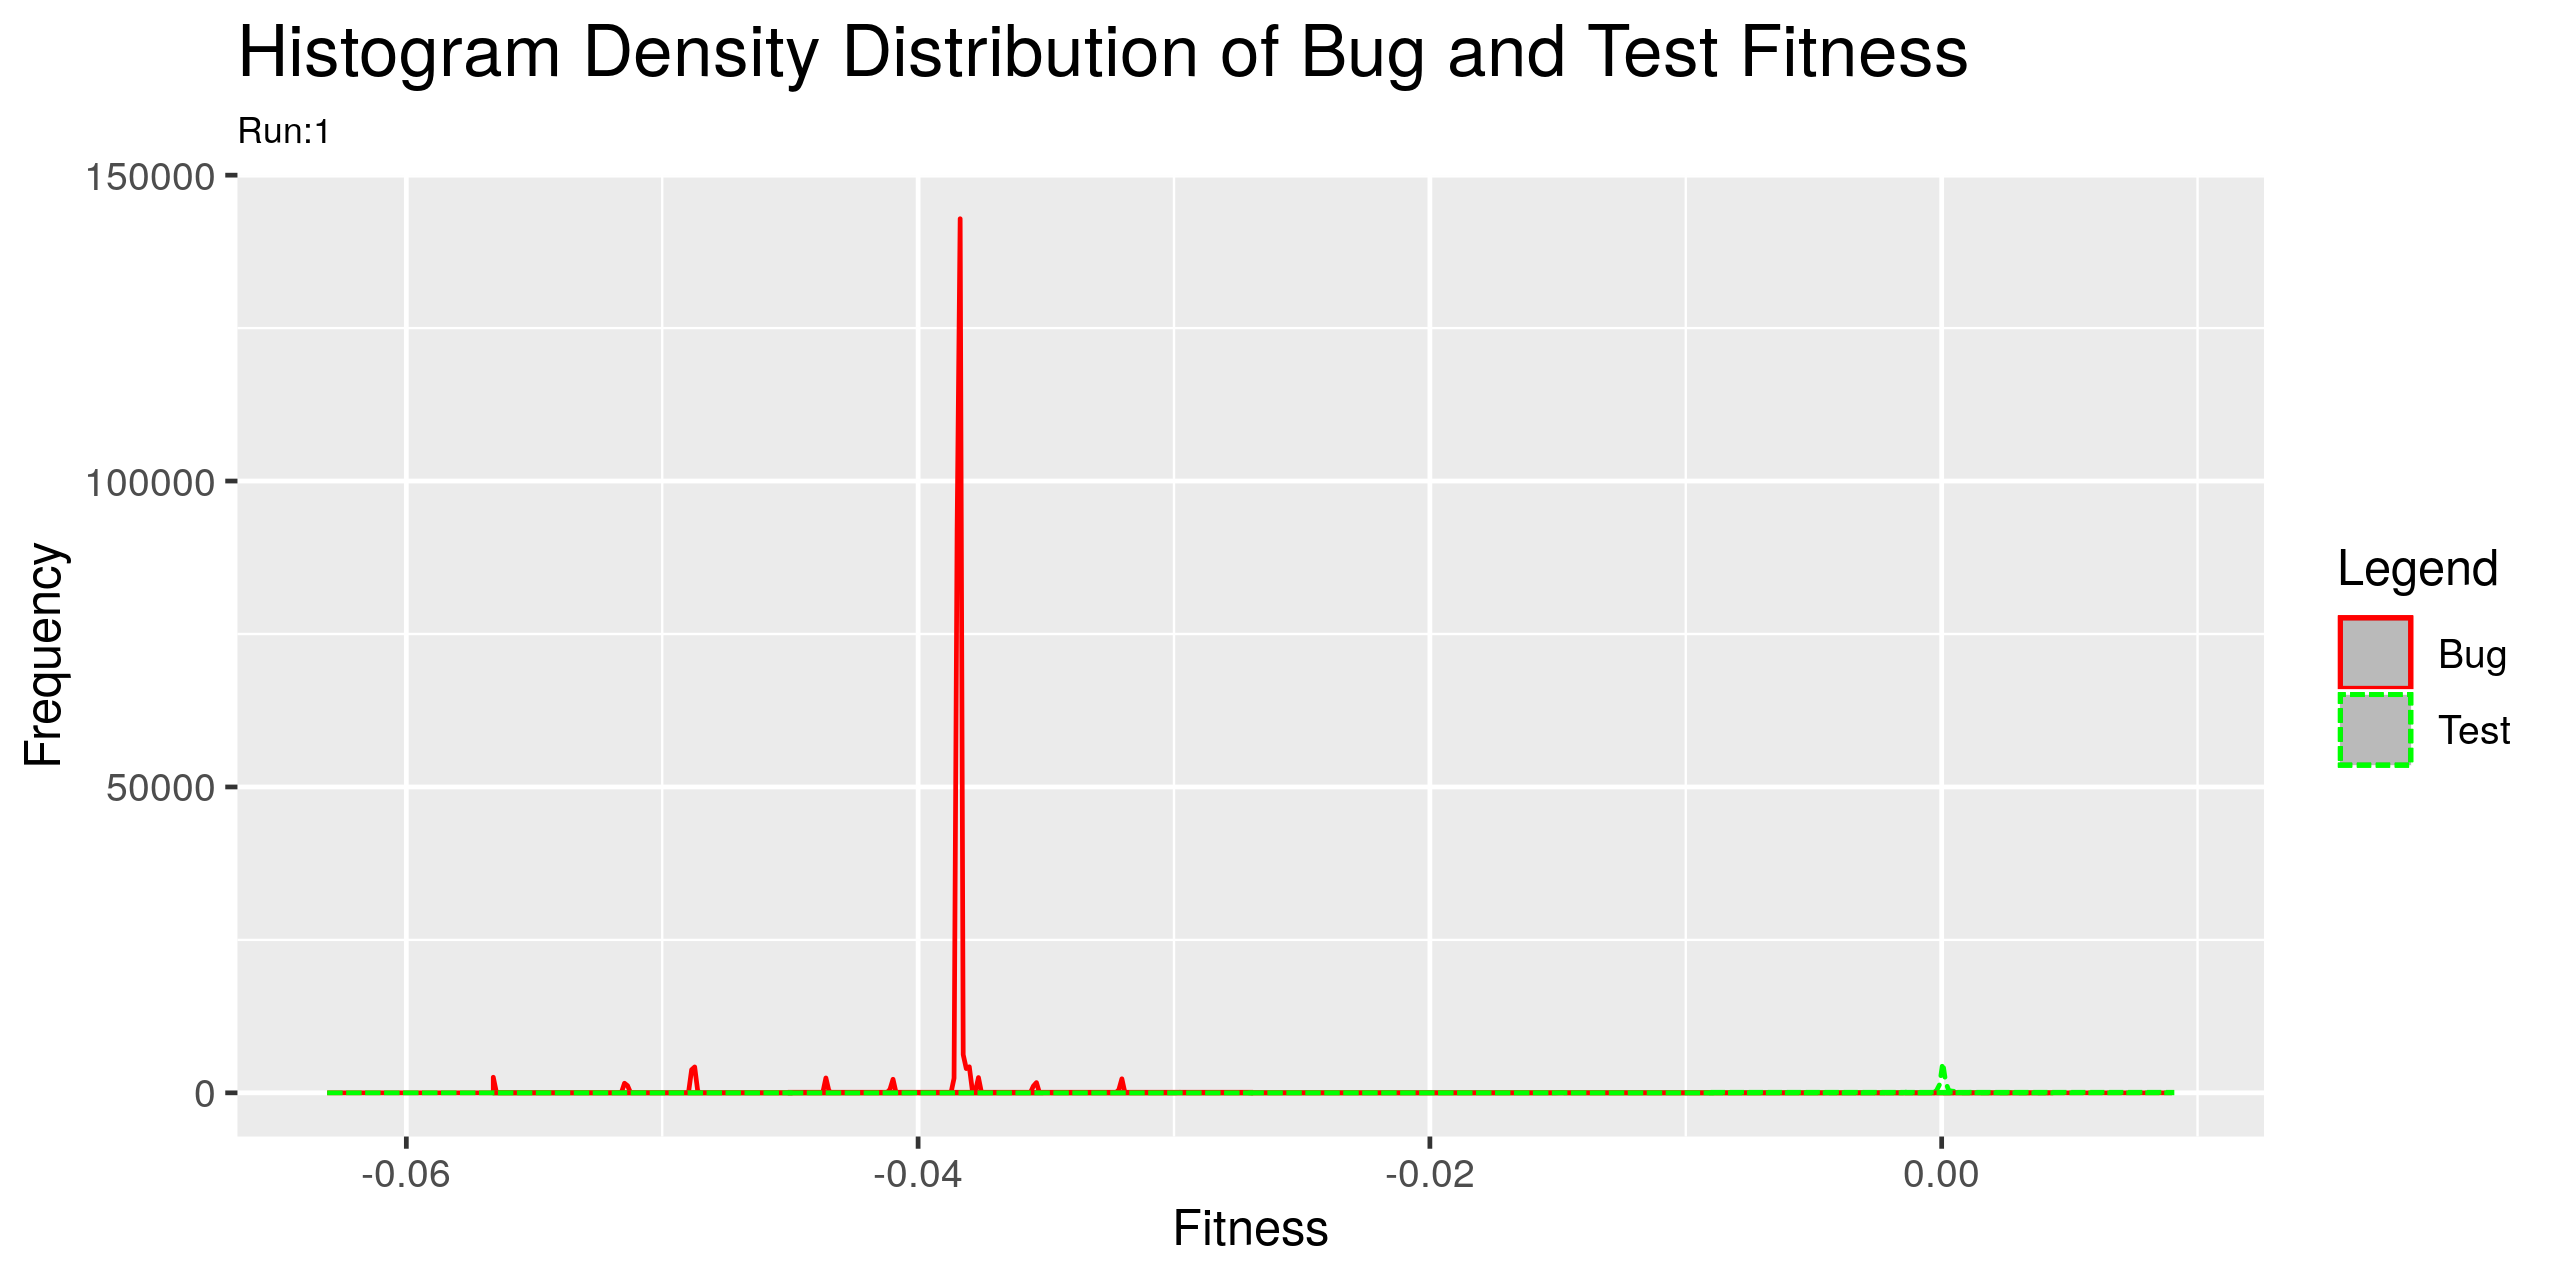 Histogram Density Distribution of Bug and Test Fitness
Run:1
150000
100000
50000
0
Frequency
-0.06
-0.04
-0.02
0.00
Fitness
Legend
Bug
Test